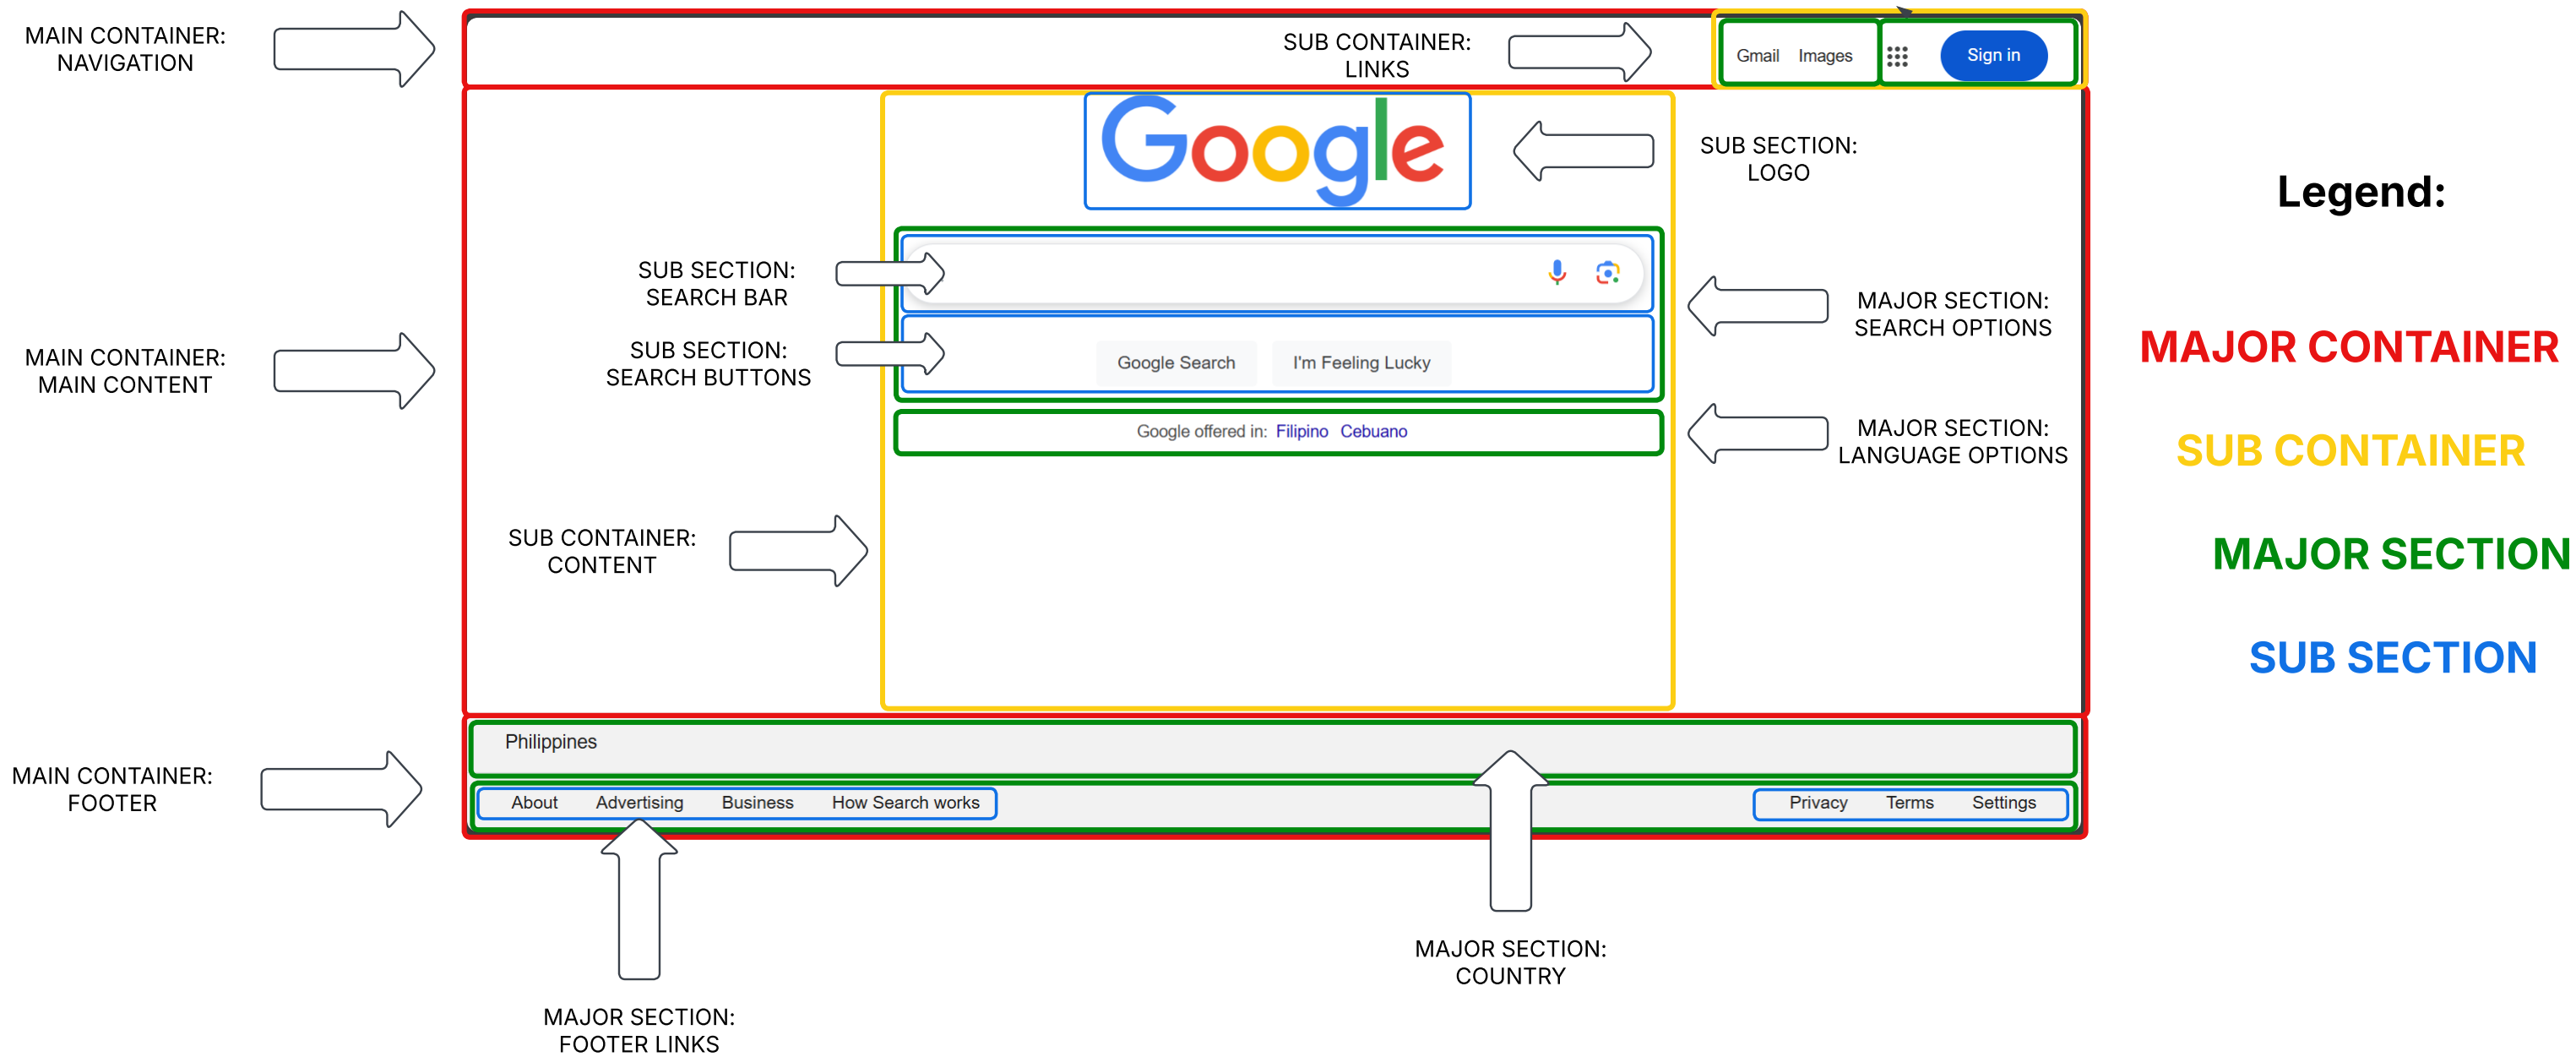 MAIN CONTAINER:
NAVIGATION
SUB CONTAINER:
LINKS
Gmail Images
Sign in
Google
SUB SECTION:
LOGO
Legend:
SUB SECTION:
SEARCH BAR
MAJOR SECTION:
SEARCH OPTIONS
MAJOR CONTAINER
MAIN CONTAINER:
MAIN CONTENT
SUB SECTION:
SEARCH BUTTONS
Google Search
I'm Feeling Lucky
Google offered in: Filipino Cebuano
MAJOR SECTION:
LANGUAGE OPTIONS
SUB CONTAINER
SUB CONTAINER:
CONTENT
MAJOR SECTION
SUB SECTION
MAIN CONTAINER:
FOOTER
Philippines
About Advertising Business How Search works
Privacy Terms Settings
MAJOR SECTION:
COUNTRY
MAJOR SECTION:
FOOTER LINKS